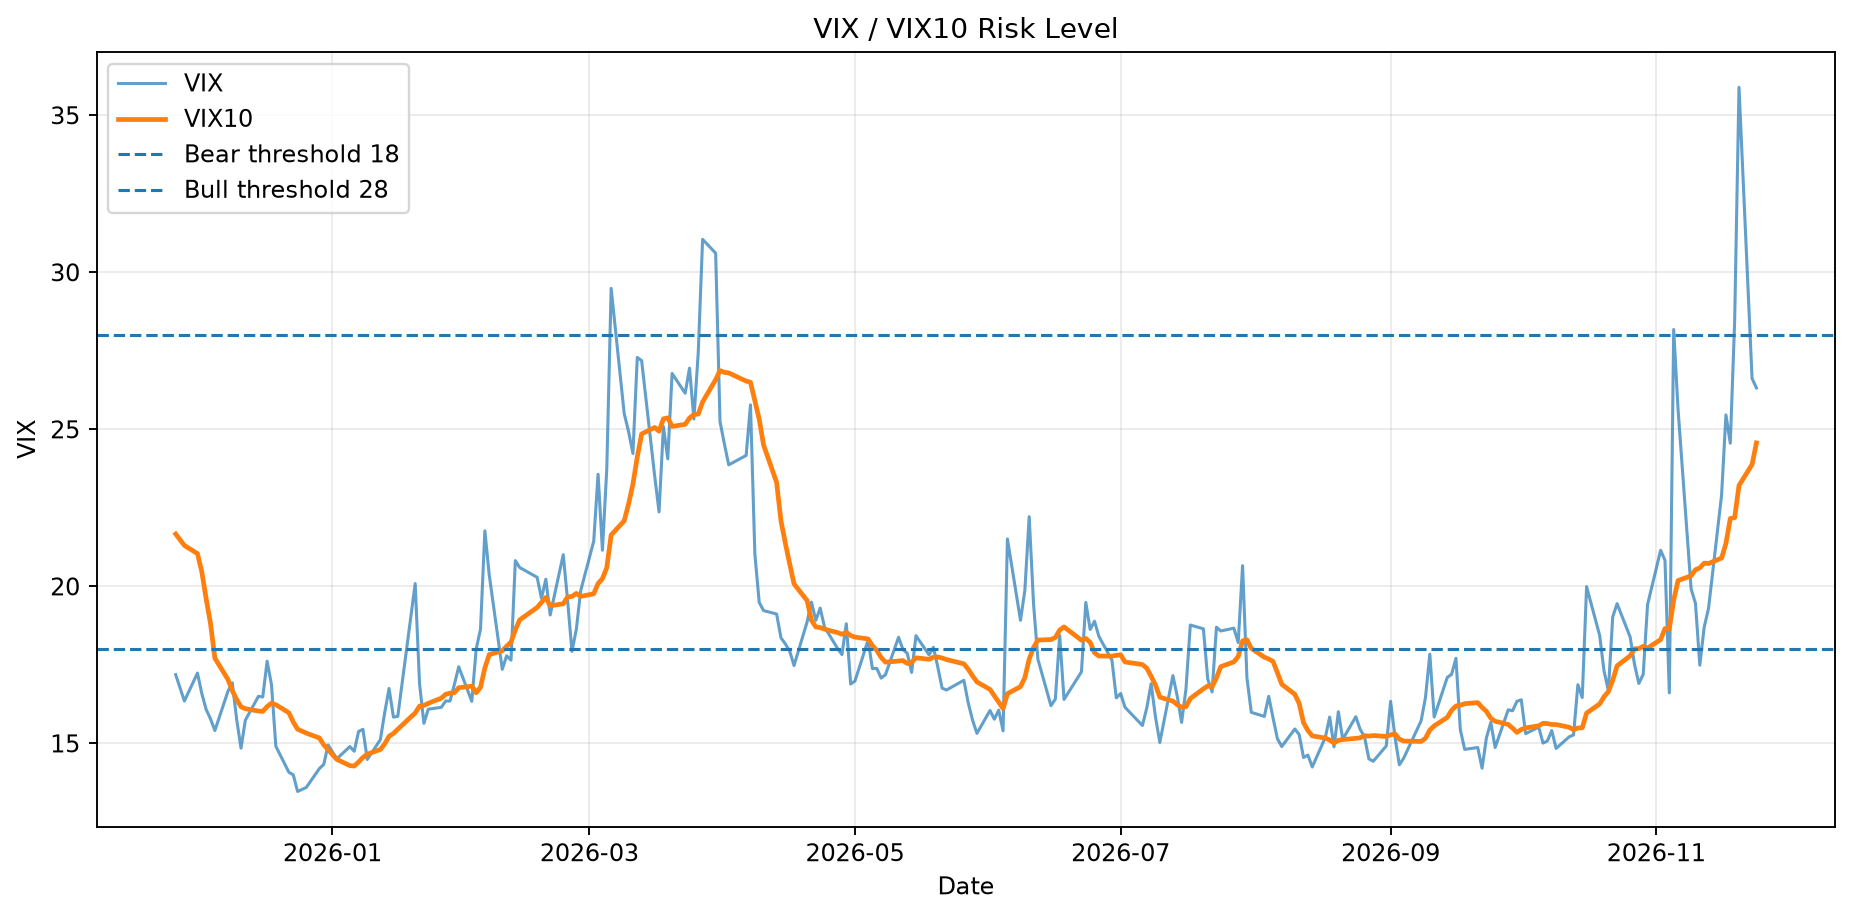 VIX / VIX10 Risk Level
VIX
VIX10
Bear threshold 18
Bull threshold 28
35
30
25
20
15
VIX
2026-01
2026-03
2026-05
2026-07
2026-09
2026-11
Date